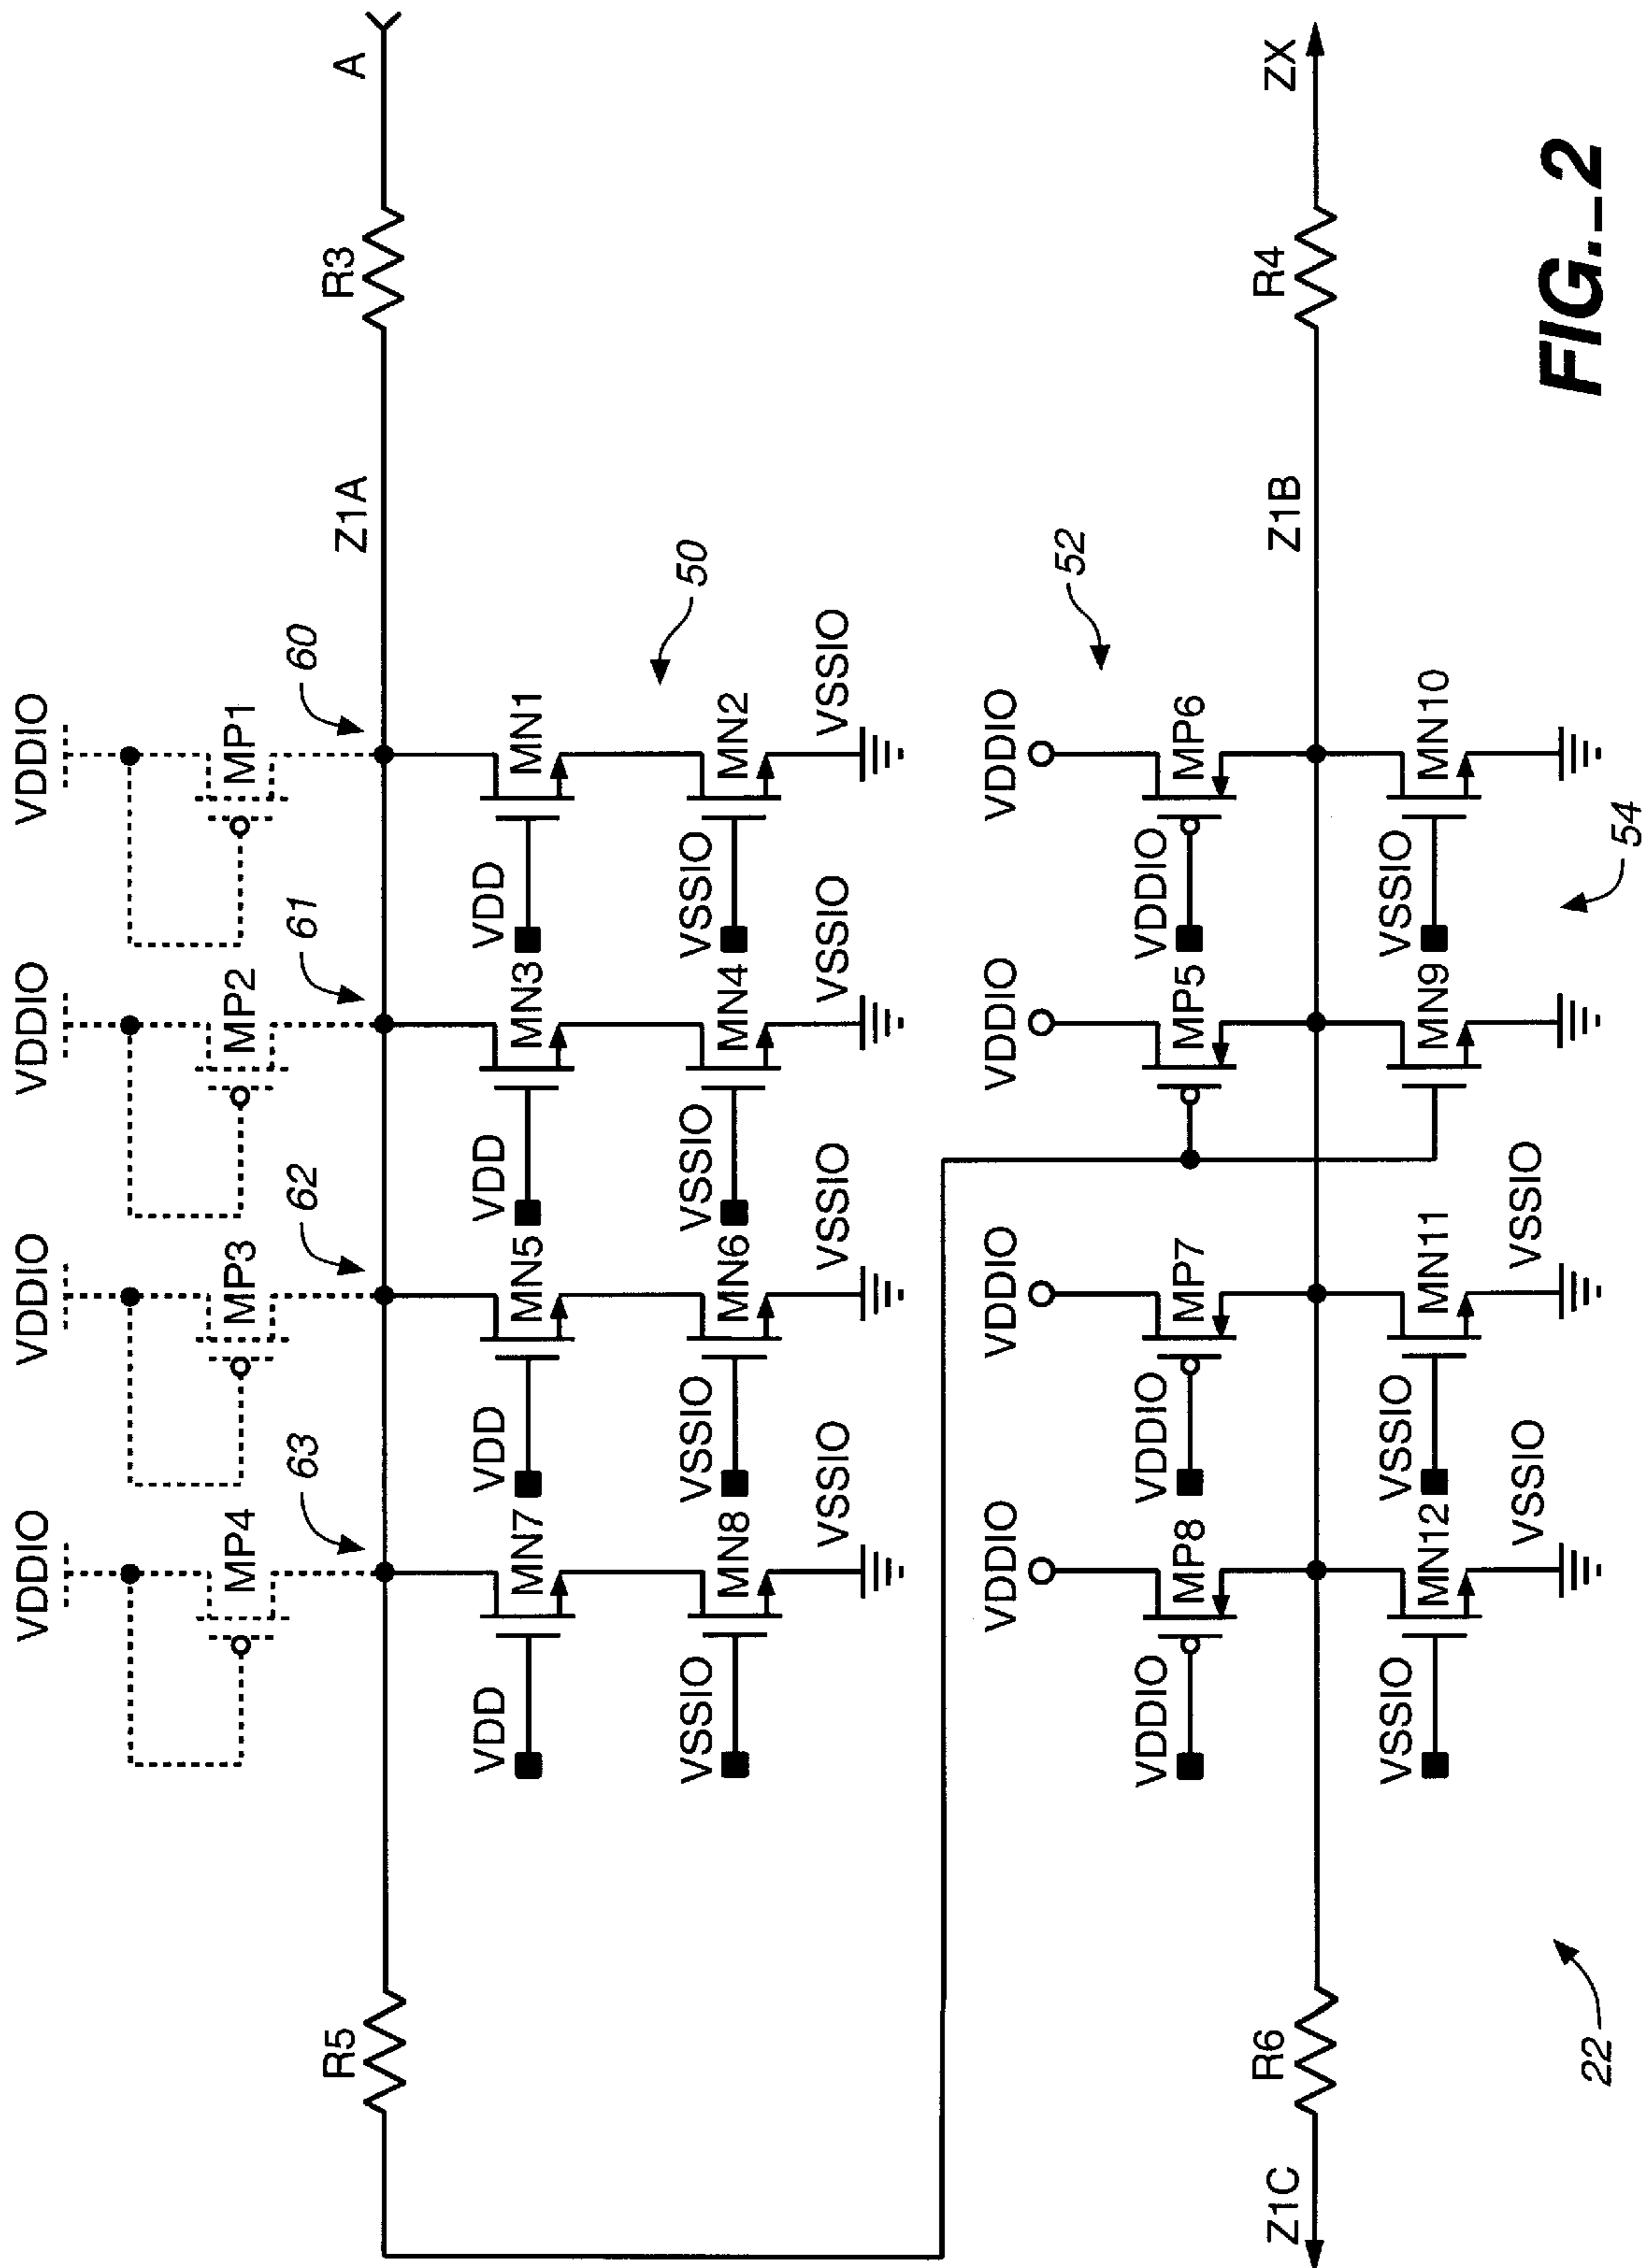 VDDIO VDDIO VDDIO VDDIO
MP4 MP3 MP2 MP1
63 62 61 60
R5 Z1A R3 A
VDD MN7 VDD MN5 VDD MN3 VDD MN1
50
VSSIO MN8 VSSIO MN6 VSSIO MN4 VSSIO MN2
VSSIO VSSIO VSSIO VSSIO
VDDIO VDDIO VDDIO VDDIO
52
VDDIO MP8 VDDIO MP7 MP5 VDDIO MP6
Z1C R6 Z1B R4 ZX
VSSIO MN12 VSSIO MN11 MN9 VSSIO MN10
VSSIO VSSIO
22 54
FIG._2